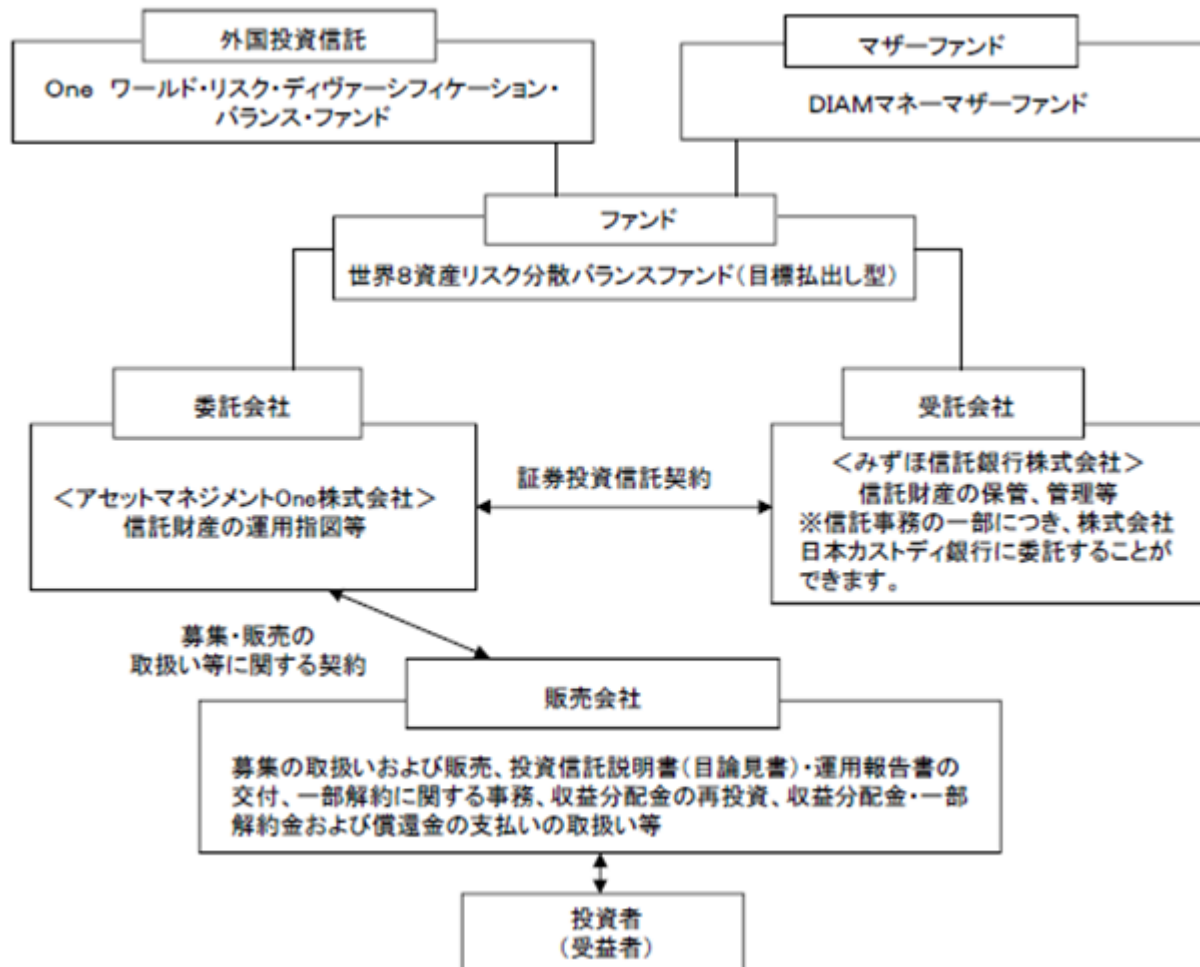 外国投資信託
One ワールド・リスク・ディヴァーシフィケーション・
バランス・ファンド
マザーファンド
DIAMマネーマザーファンド
ファンド
世界8資産リスク分散バランスファンド(目標払出し型)
委託会社
<アセットマネジメントOne株式会社>
信託財産の運用指図等
証券投資信託契約
受託会社
<みずほ信託銀行株式会社>
信託財産の保管、管理等
※信託事務の一部につき、株式会社
日本カストディ銀行に委託することが
できます。
募集・販売の
取扱い等に関する契約
販売会社
募集の取扱いおよび販売、投資信託説明書(目論見書)・運用報告書の
交付、一部解約に関する事務、収益分配金の再投資、収益分配金・一部
解約金および償還金の支払いの取扱い等
投資者
(受益者)